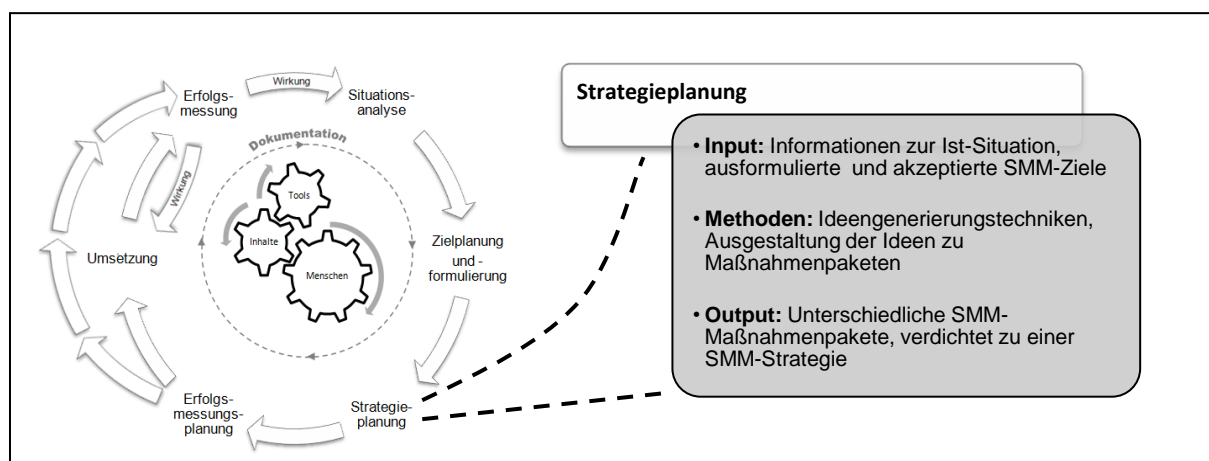 Wirkung
Erfolgs-
messung
Situations-
analyse
Dokumentation
Wirkung
Tools
Inhalte
Menschen
Umsetzung
Zielplanung
und -
formulierung
Erfolgs-
messungs-
planung
Strategie-
planung
Strategieplanung
• Input: Informationen zur Ist-Situation,
ausformulierte und akzeptierte SMM-Ziele
• Methoden: Ideengenerierungstechniken,
Ausgestaltung der Ideen zu
Maßnahmenpaketen
• Output: Unterschiedliche SMM-
Maßnahmenpakete, verdichtet zu einer
SMM-Strategie